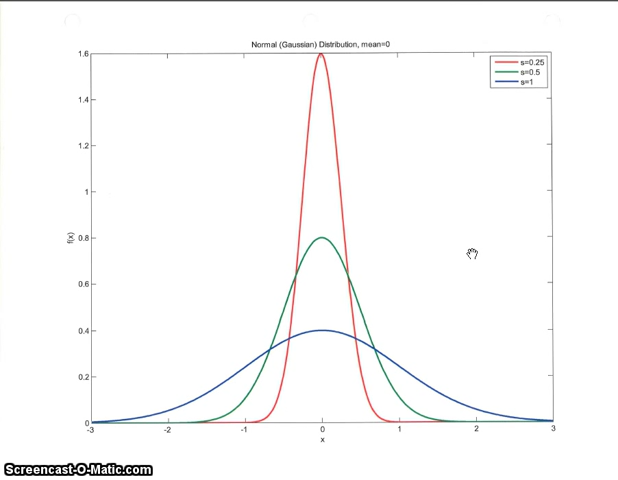 Normal (Gaussian) Distribution, mean=0
s=0.25
s=0.5
s=1
1.6
1.4
1.2
1
0.8
0.6
0.4
0.2
0
f(x)
-3 -2 -1 0 1 2 3
x
Screencast-O-Matic.com